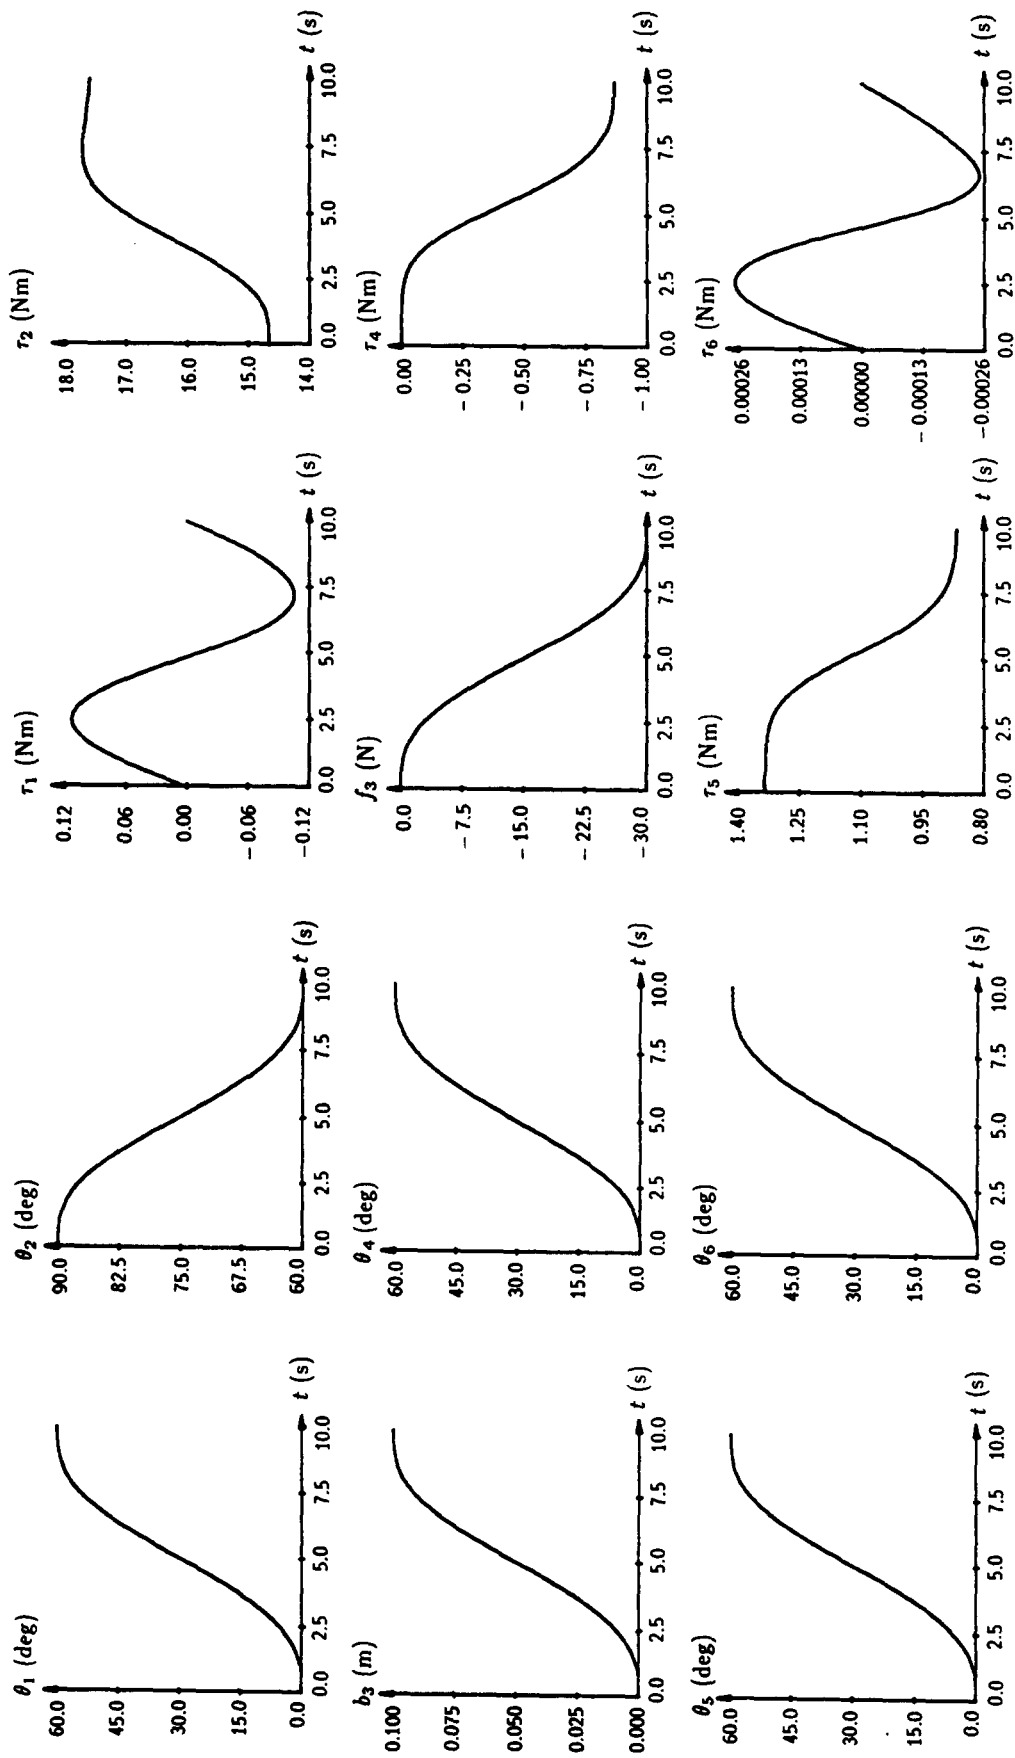 θ1 (deg)
60.0
45.0
30.0
15.0
0.0
0.0 2.5 5.0 7.5 10.0 t (s)
θ2 (deg)
90.0
82.5
75.0
67.5
60.0
0.0 2.5 5.0 7.5 10.0 t (s)
τ1 (Nm)
0.12
0.06
0.00
− 0.06
− 0.12
0.0 2.5 5.0 7.5 10.0 t (s)
τ2 (Nm)
18.0
17.0
16.0
15.0
14.0
0.0 2.5 5.0 7.5 10.0 t (s)
b3 (m)
0.100
0.075
0.050
0.025
0.000
0.0 2.5 5.0 7.5 10.0 t (s)
θ4 (deg)
60.0
45.0
30.0
15.0
0.0
0.0 2.5 5.0 7.5 10.0 t (s)
f3 (N)
0.0
− 7.5
− 15.0
− 22.5
− 30.0
0.0 2.5 5.0 7.5 10.0 t (s)
τ4 (Nm)
0.00
− 0.25
− 0.50
− 0.75
− 1.00
0.0 2.5 5.0 7.5 10.0 t (s)
θ5 (deg)
60.0
45.0
30.0
15.0
0.0
0.0 2.5 5.0 7.5 10.0 t (s)
θ6 (deg)
60.0
45.0
30.0
15.0
0.0
0.0 2.5 5.0 7.5 10.0 t (s)
τ5 (Nm)
1.40
1.25
1.10
0.95
0.80
0.0 2.5 5.0 7.5 10.0 t (s)
τ6 (Nm)
0.00026
0.00013
0.00000
− 0.00013
−0.00026
0.0 2.5 5.0 7.5 10.0 t (s)